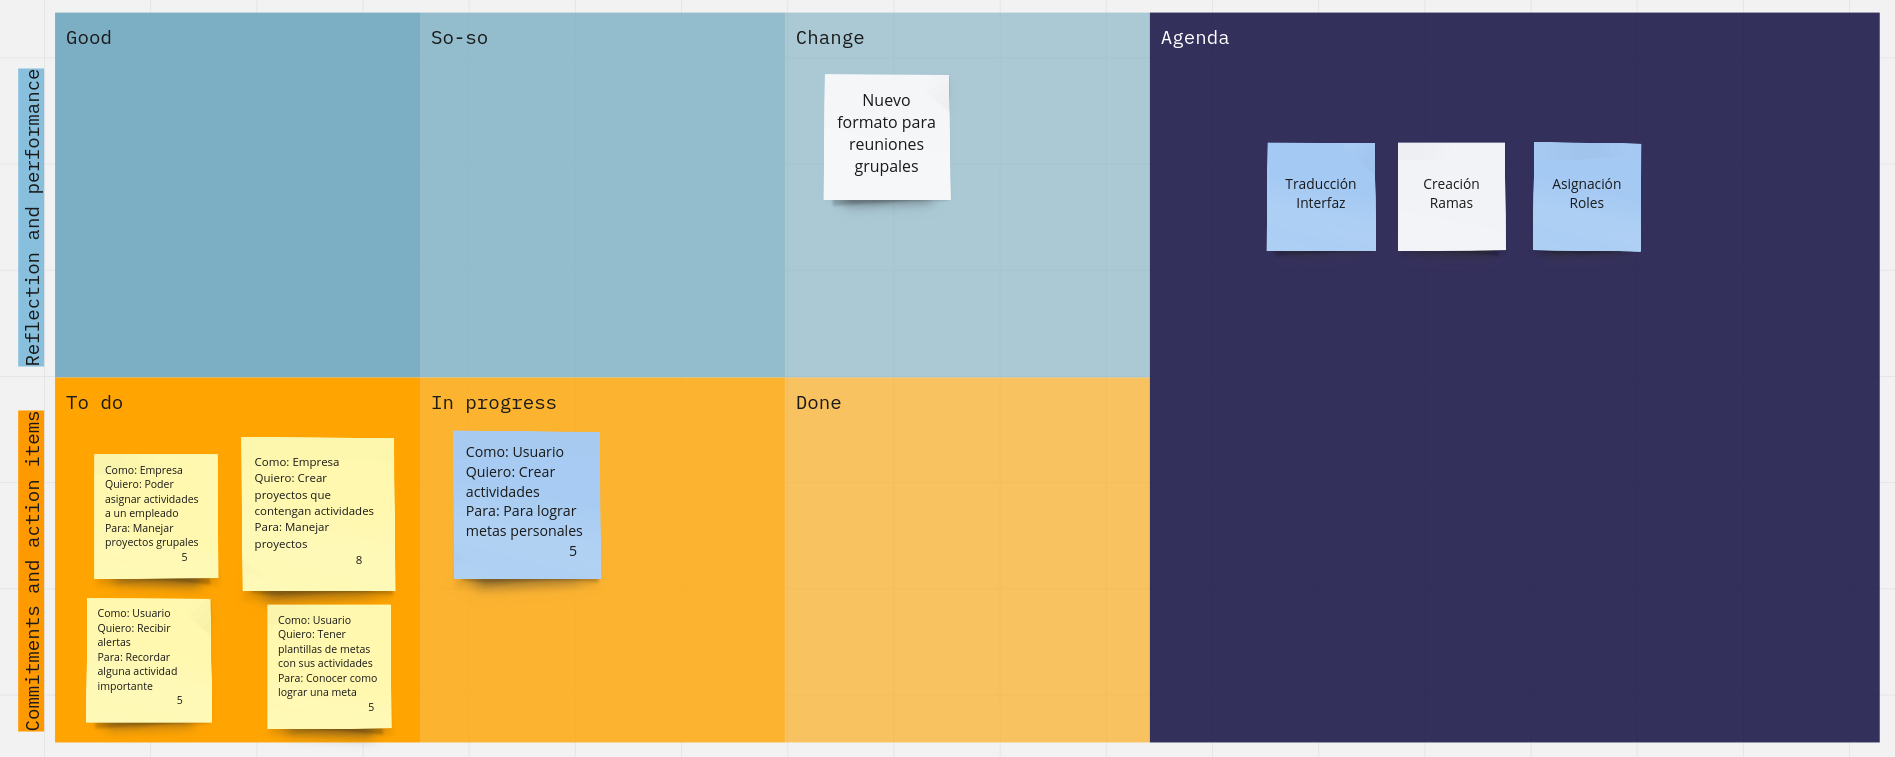 Reflection and performance
Good
So-so
Change
Nuevo
formato para
reuniones
grupales
Agenda
Traducción
Interfaz
Creación
Ramas
Asignación
Roles
Commitments and action items
To do
Como: Empresa
Quiero: Poder
asignar actividades
a un empleado
Para: Manejar
proyectos grupales
5
Como: Empresa
Quiero: Crear
proyectos que
contengan actividades
Para: Manejar
proyectos
8
Como: Usuario
Quiero: Recibir
alertas
Para: Recordar
alguna actividad
importante
5
Como: Usuario
Quiero: Tener
plantillas de metas
con sus actividades
Para: Conocer como
lograr una meta
5
In progress
Como: Usuario
Quiero: Crear
actividades
Para: Para lograr
metas personales
5
Done